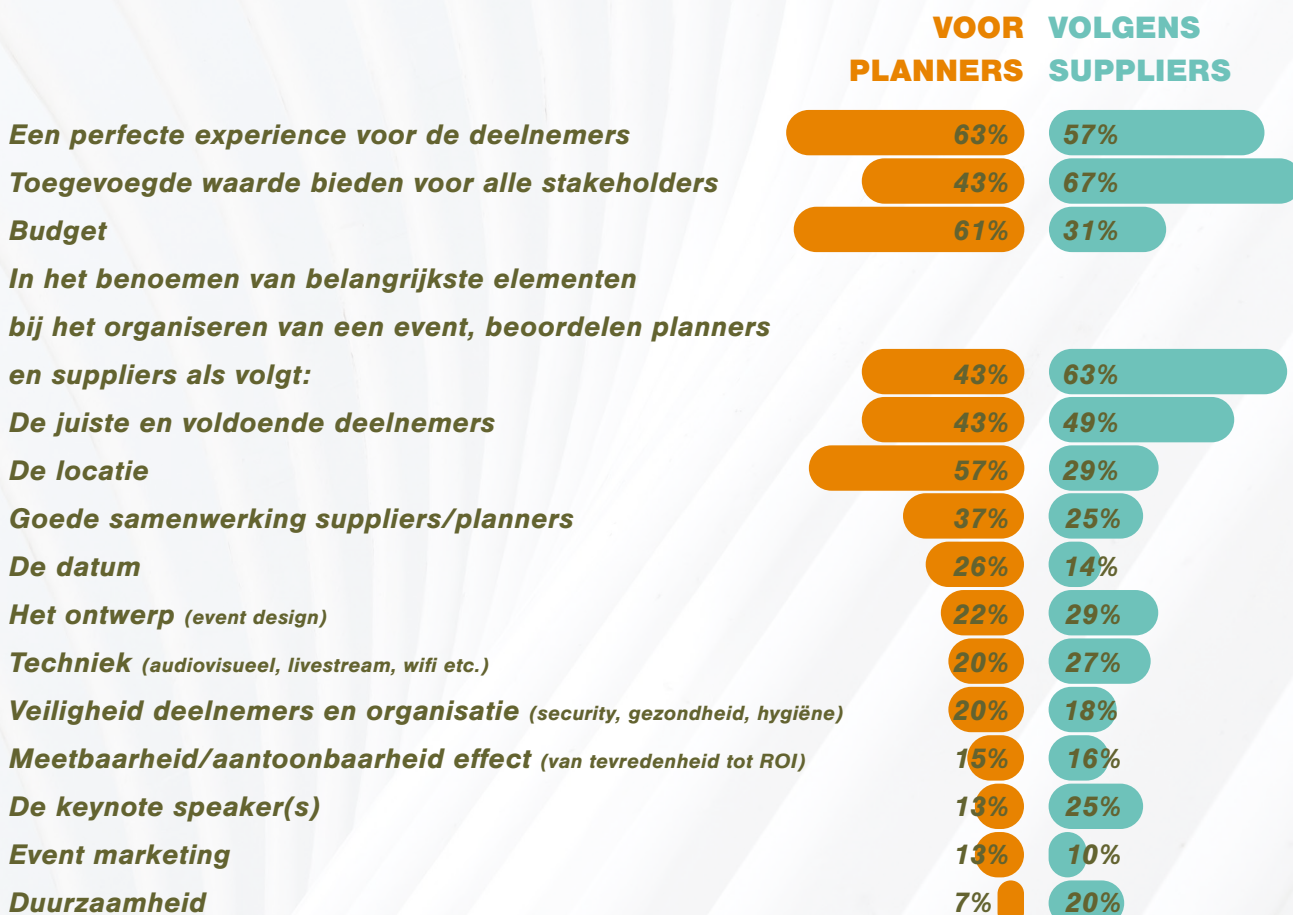 VOOR VOLGENS
PLANNERS SUPPLIERS
Een perfecte experience voor de deelnemers 63% 57%
Toegevoegde waarde bieden voor alle stakeholders 43% 67%
Budget 61% 31%
In het benoemen van belangrijkste elementen
bij het organiseren van een event, beoordelen planners
en suppliers als volgt: 43% 63%
De juiste en voldoende deelnemers 43% 49%
De locatie 57% 29%
Goede samenwerking suppliers/planners 37% 25%
De datum 26% 14%
Het ontwerp (event design) 22% 29%
Techniek (audiovisueel, livestream, wifi etc.) 20% 27%
Veiligheid deelnemers en organisatie (security, gezondheid, hygiëne) 20% 18%
Meetbaarheid/aantoonbaarheid effect (van tevredenheid tot ROI) 15% 16%
De keynote speaker(s) 13% 25%
Event marketing 13% 10%
Duurzaamheid 7% 20%